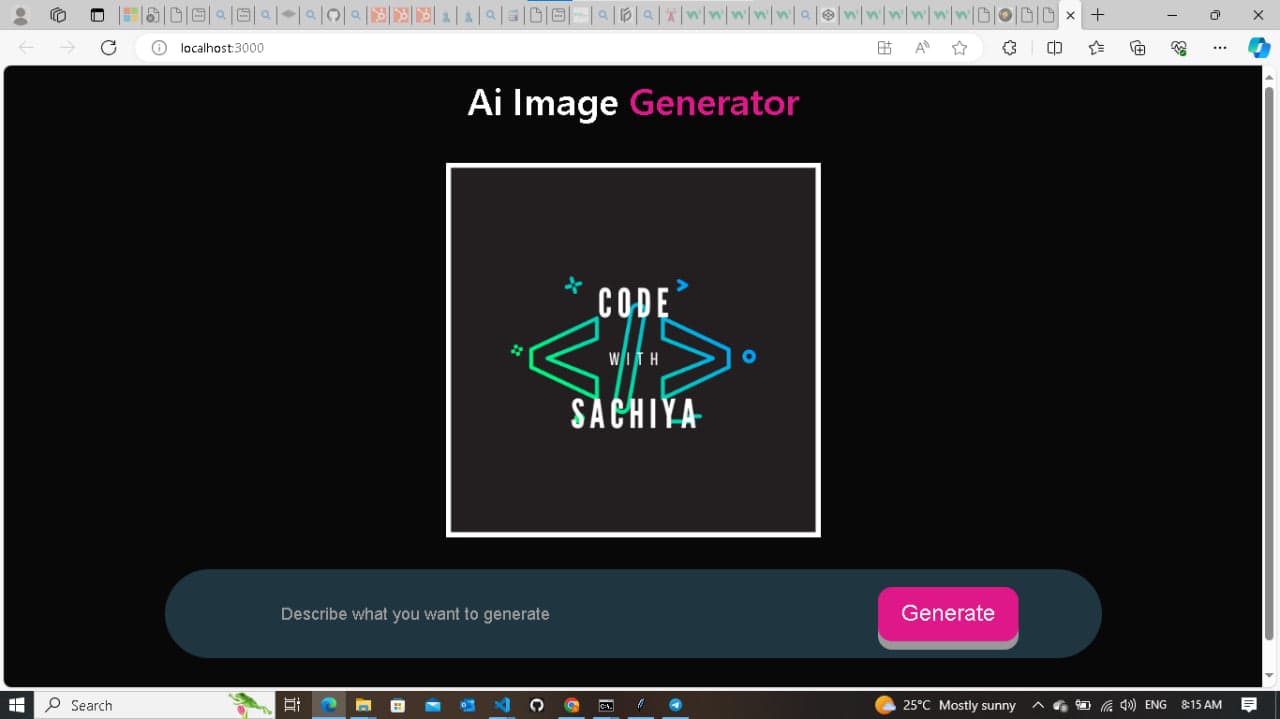 localhost:3000
Ai Image Generator
CODE
WITH
SACHIYA
Describe what you want to generate
Generate
Search
25°C Mostly sunny
ENG
8:15 AM